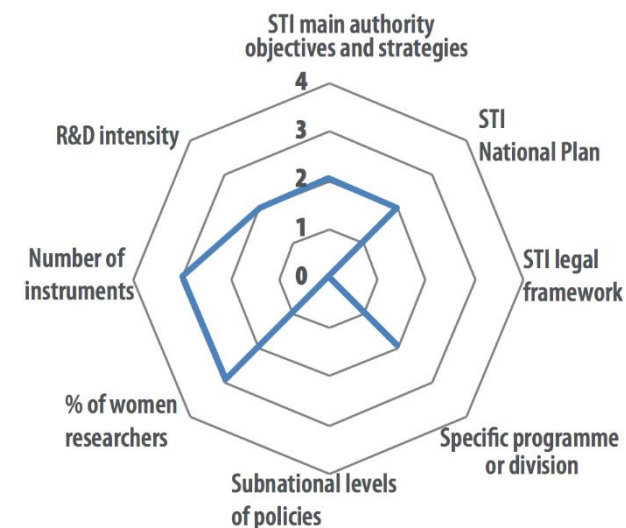 STI main authority
objectives and strategies
4
3
2
1
0
STI
National Plan
STI legal
framework
Specific programme
or division
Subnational levels
of policies
% of women
researchers
Number of
instruments
R&D intensity